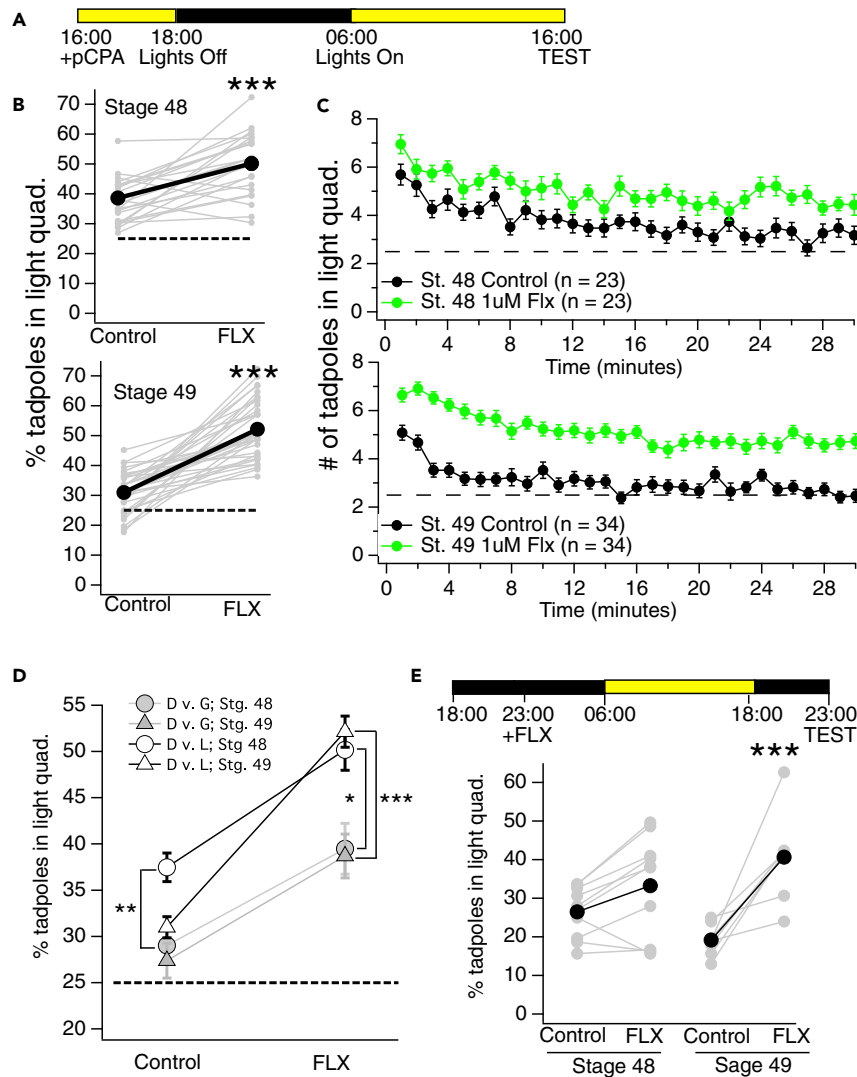 A
16:00 18:00 06:00 16:00
+pCPA Lights Off Lights On TEST
B
Stage 48
***
70
60
50
40
30
20
10
0
Control FLX
Stage 49
***
70
60
50
40
30
20
10
0
Control FLX
% tadpoles in light quad.
C
8
6
4
2
0
St. 48 Control (n = 23)
St. 48 1uM Flx (n = 23)
0 4 8 12 16 20 24 28
Time (minutes)
8
6
4
2
0
St. 49 Control (n = 34)
St. 49 1uM Flx (n = 34)
0 4 8 12 16 20 24 28
Time (minutes)
# of tadpoles in light quad.
D
D v. G; Stg. 48
D v. G; Stg. 49
D v. L; Stg 48
D v. L; Stg. 49
55
50
45
40
35
30
25
20
% tadpoles in light quad.
**
*
***
Control FLX
E
18:00 23:00 06:00 18:00 23:00
+FLX TEST
***
60
50
40
30
20
10
0
% tadpoles in light quad.
Control FLX Control FLX
Stage 48 Sage 49